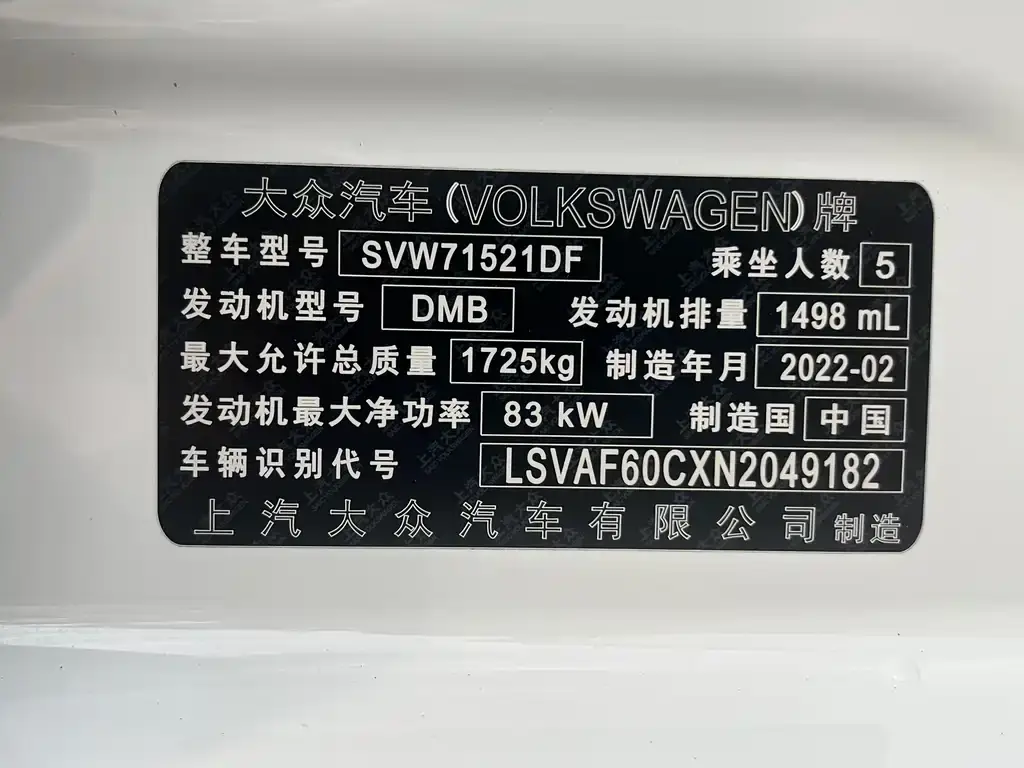 大众汽车(VOLKSWAGEN)牌
整车型号 SVW71521DF 乘坐人数 5
发动机型号 DMB 发动机排量 1498 mL
最大允许总质量 1725kg 制造年月 2022-02
发动机最大净功率 83 kW 制造国 中国
车辆识别代号 LSVAF60CXN2049182
上汽大众汽车有限公司 制造